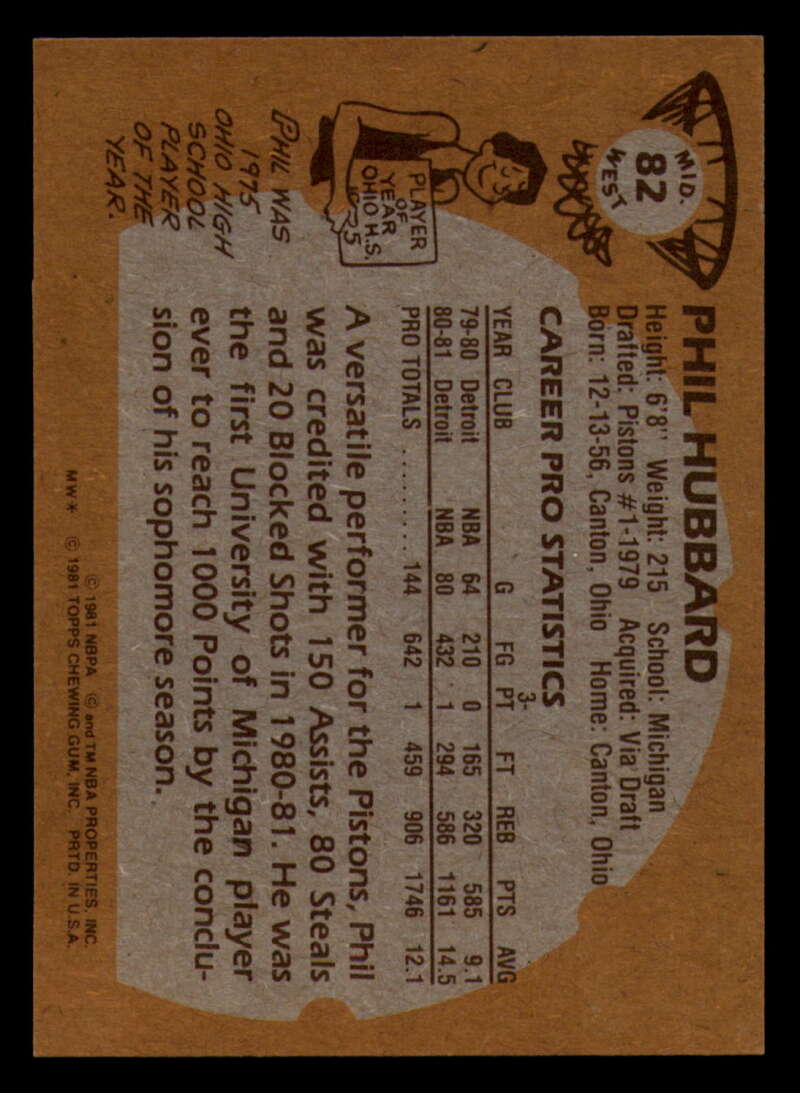 MID.
82
WEST
PHIL HUBBARD
Height: 6'8" Weight: 215 School: Michigan
Drafted: Pistons #1-1979 Acquired: Via Draft
Born: 12-13-56, Canton, Ohio Home: Canton, Ohio
CAREER PRO STATISTICS
YEAR CLUB G FG 3-PT FT REB PTS AVG
79-80 Detroit NBA 64 210 0 165 320 585 9.1
80-81 Detroit NBA 80 432 1 294 586 1161 14.5
PRO TOTALS ......... 144 642 1 459 906 1746 12.1
A versatile performer for the Pistons, Phil
was credited with 150 Assists, 80 Steals
and 20 Blocked Shots in 1980-81. He was
the first University of Michigan player
ever to reach 1000 Points by the conclu-
sion of his sophomore season.
PLAYER
OF
YEAR
OHIO H.S.
1975
PHIL WAS
1975
OHIO HIGH
SCHOOL
PLAYER
OF THE
YEAR.
© 1981 NBPA © and TM NBA PROPERTIES, INC.
MW* © 1981 TOPPS CHEWING GUM, INC. PRTD. IN U.S.A.